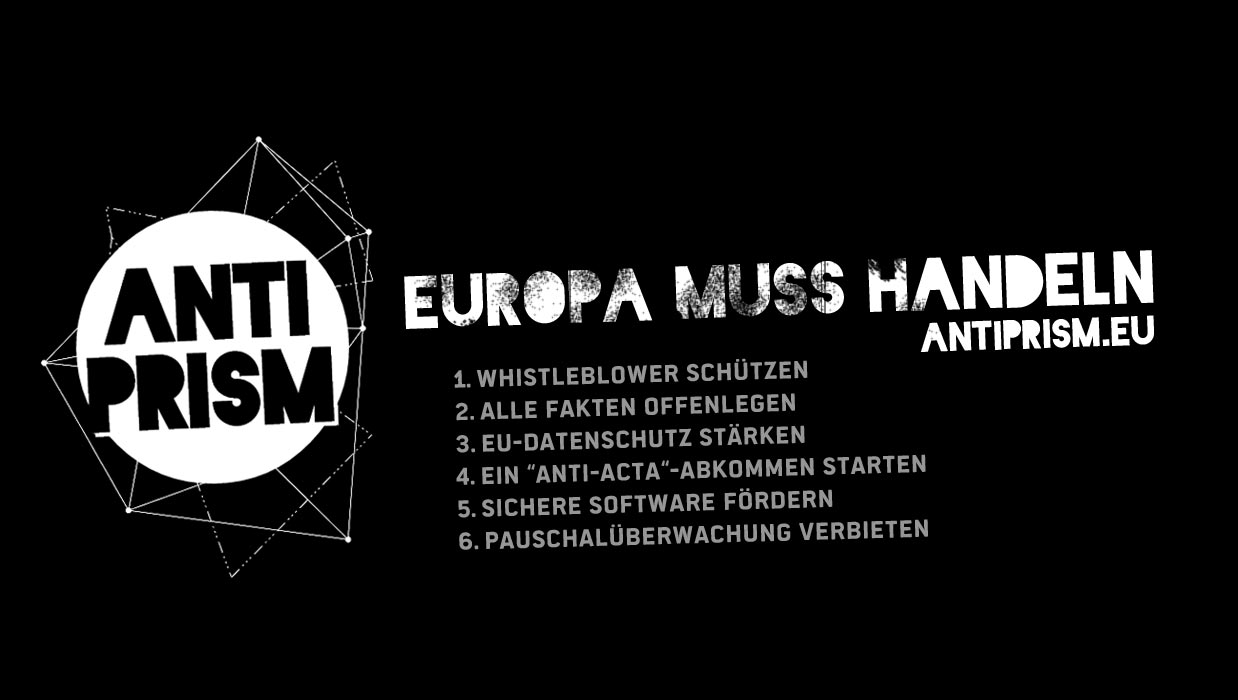 ANTI
PRISM
EUROPA MUSS HANDELN
ANTIPRISM.EU
1. WHISTLEBLOWER SCHÜTZEN
2. ALLE FAKTEN OFFENLEGEN
3. EU-DATENSCHUTZ STÄRKEN
4. EIN “ANTI-ACTA“-ABKOMMEN STARTEN
5. SICHERE SOFTWARE FÖRDERN
6. PAUSCHALÜBERWACHUNG VERBIETEN